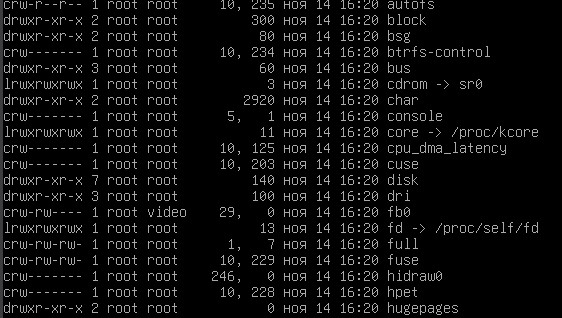 crw-r--r-- 1 root root     10, 235 ноя 14 16:20 autofs
drwxr-xr-x 2 root root         300 ноя 14 16:20 block
drwxr-xr-x 2 root root          80 ноя 14 16:20 bsg
crw------- 1 root root     10, 234 ноя 14 16:20 btrfs-control
drwxr-xr-x 3 root root          60 ноя 14 16:20 bus
lrwxrwxrwx 1 root root           3 ноя 14 16:20 cdrom -> sr0
drwxr-xr-x 2 root root        2920 ноя 14 16:20 char
crw------- 1 root root      5,   1 ноя 14 16:20 console
lrwxrwxrwx 1 root root          11 ноя 14 16:20 core -> /proc/kcore
crw------- 1 root root     10, 125 ноя 14 16:20 cpu_dma_latency
crw------- 1 root root     10, 203 ноя 14 16:20 cuse
drwxr-xr-x 7 root root         140 ноя 14 16:20 disk
drwxr-xr-x 3 root root         100 ноя 14 16:20 dri
crw-rw---- 1 root video    29,   0 ноя 14 16:20 fb0
lrwxrwxrwx 1 root root          13 ноя 14 16:20 fd -> /proc/self/fd
crw-rw-rw- 1 root root      1,   7 ноя 14 16:20 full
crw-rw-rw- 1 root root     10, 229 ноя 14 16:20 fuse
crw------- 1 root root    246,   0 ноя 14 16:20 hidraw0
crw------- 1 root root     10, 228 ноя 14 16:20 hpet
drwxr-xr-x 2 root root           0 ноя 14 16:20 hugepages